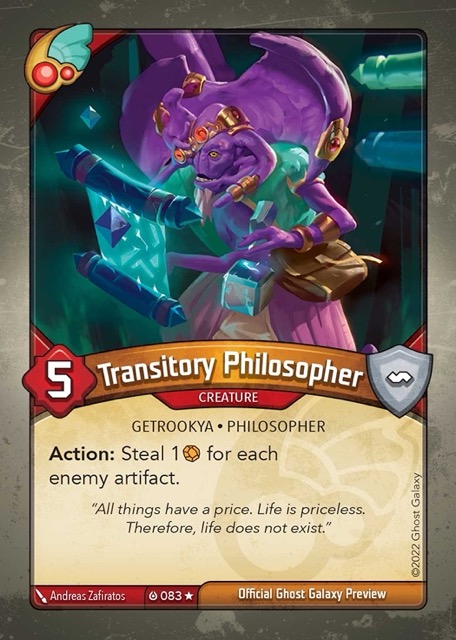 5
Transitory Philosopher
CREATURE
GETROOKYA • PHILOSOPHER
Action: Steal 1 for each
enemy artifact.
"All things have a price. Life is priceless.
Therefore, life does not exist."
©2022 Ghost Galaxy
Andreas Zafiratos
083★
Official Ghost Galaxy Preview